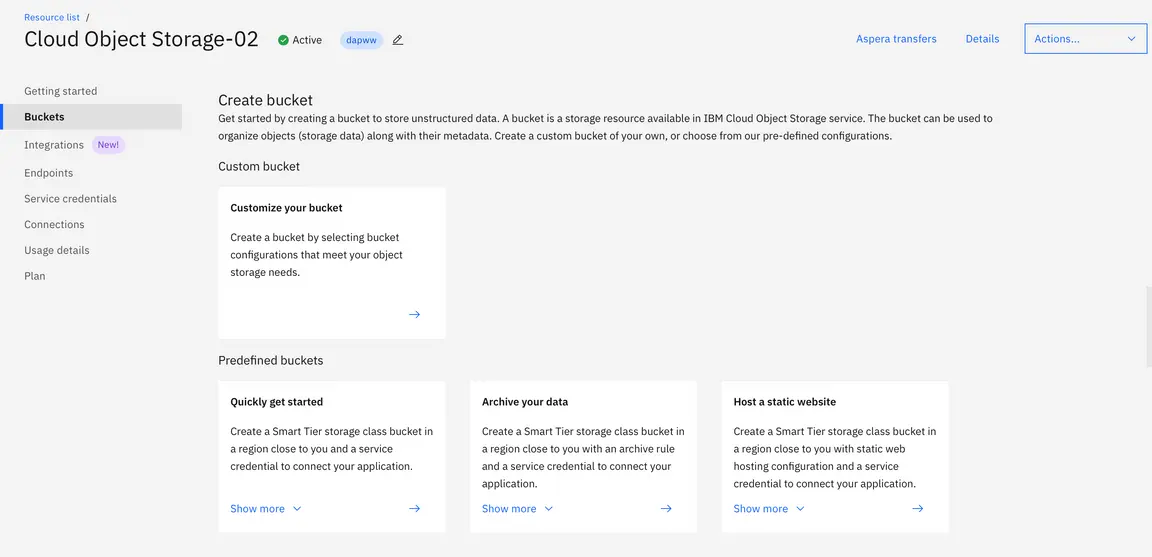 Resource list /
Cloud Object Storage-02
Active
dapww
Aspera transfers
Details
Actions...
Getting started
Buckets
Integrations New!
Endpoints
Service credentials
Connections
Usage details
Plan
Create bucket
Get started by creating a bucket to store unstructured data. A bucket is a storage resource available in IBM Cloud Object Storage service. The bucket can be used to
organize objects (storage data) along with their metadata. Create a custom bucket of your own, or choose from our pre-defined configurations.
Custom bucket
Customize your bucket
Create a bucket by selecting bucket
configurations that meet your object
storage needs.
Predefined buckets
Quickly get started
Create a Smart Tier storage class bucket in
a region close to you and a service
credential to connect your application.
Show more
Archive your data
Create a Smart Tier storage class bucket in
a region close to you with an archive rule
and a service credential to connect your
application.
Show more
Host a static website
Create a Smart Tier storage class bucket in
a region close to you with static web
hosting configuration and a service
credential to connect your application.
Show more